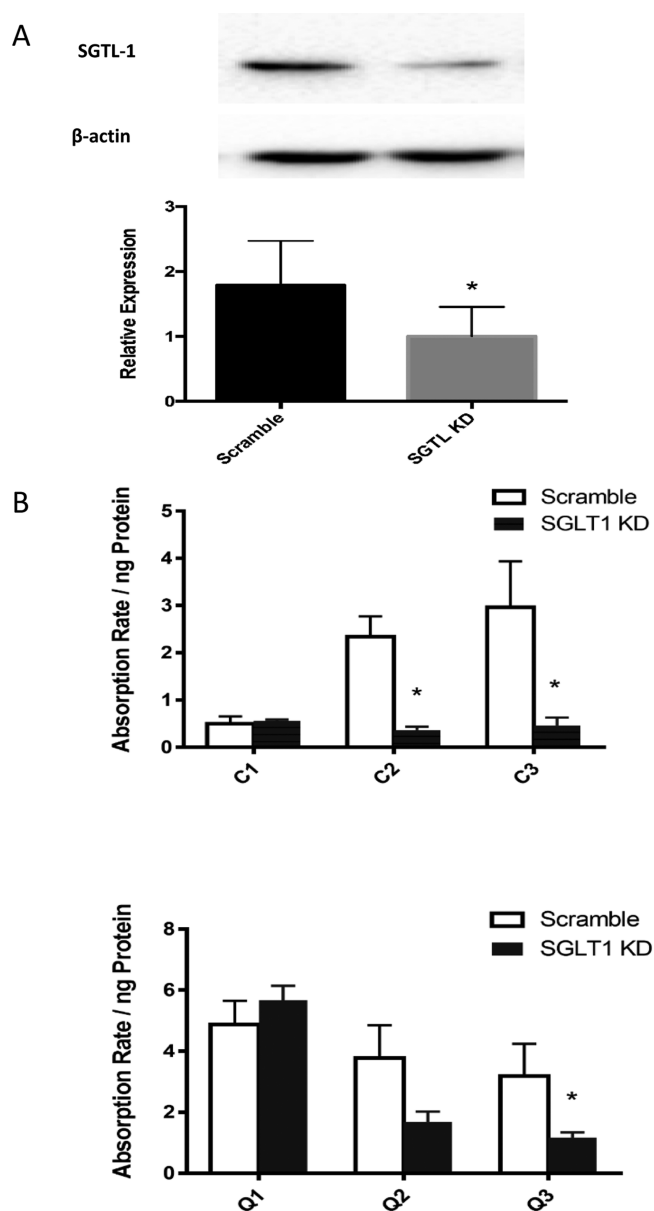 A
SGTL-1
β-actin
Relative Expression
3
2
1
0
*
Scramble
SGTL KD
B
Absorption Rate / ng Protein
5
4
3
2
1
0
Scramble
SGLT1 KD
*
*
C1
C2
C3
Absorption Rate / ng Protein
8
6
4
2
0
Scramble
SGLT1 KD
*
Q1
Q2
Q3